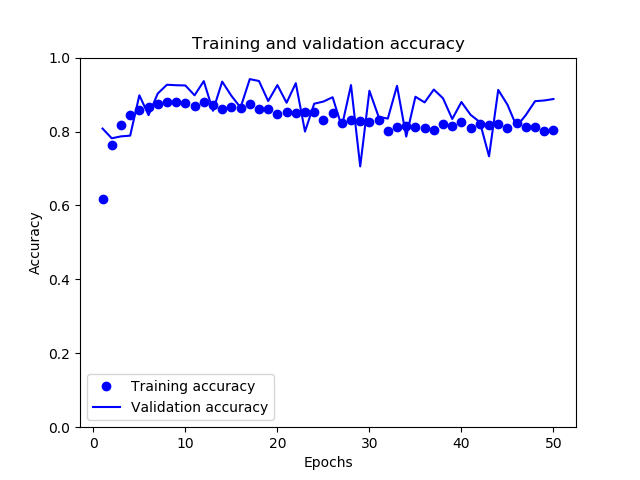 Training and validation accuracy
1.0
0.8
0.6
0.4
0.2
0.0
Accuracy
Training accuracy
Validation accuracy
0 10 20 30 40 50
Epochs